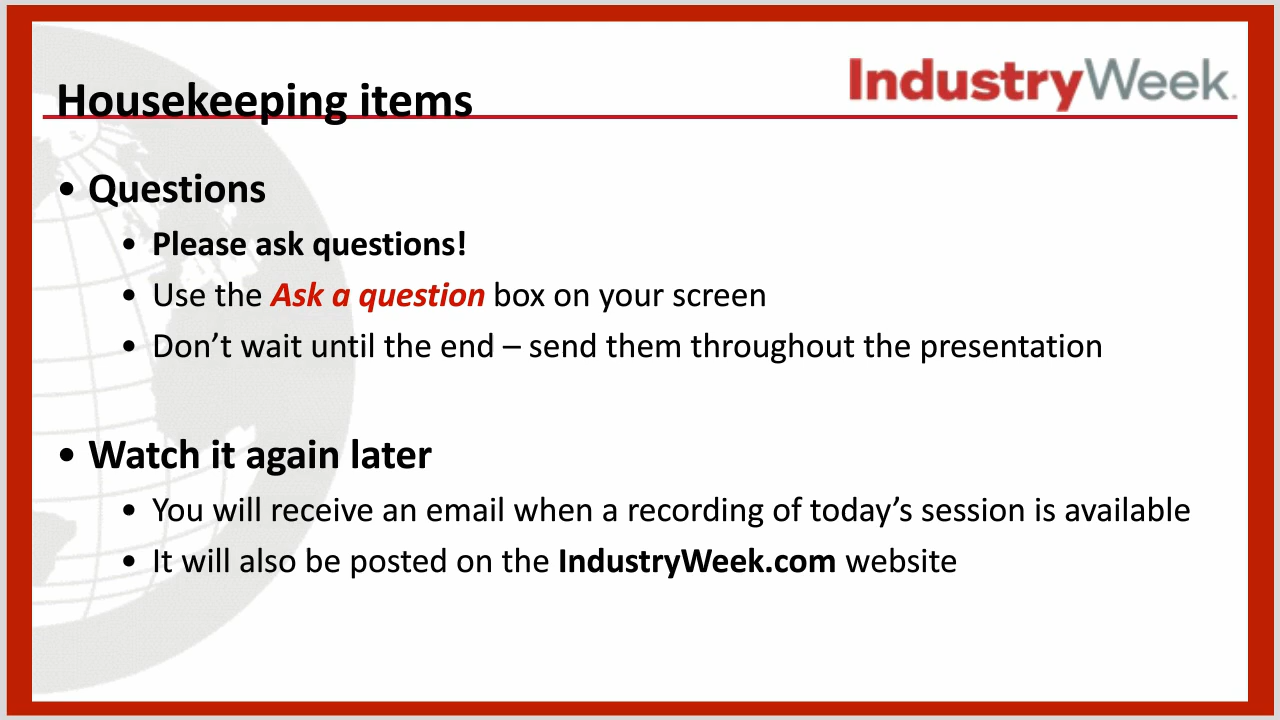 IndustryWeek.
Housekeeping items
• Questions
• Please ask questions!
• Use the Ask a question box on your screen
• Don’t wait until the end – send them throughout the presentation
• Watch it again later
• You will receive an email when a recording of today’s session is available
• It will also be posted on the IndustryWeek.com website